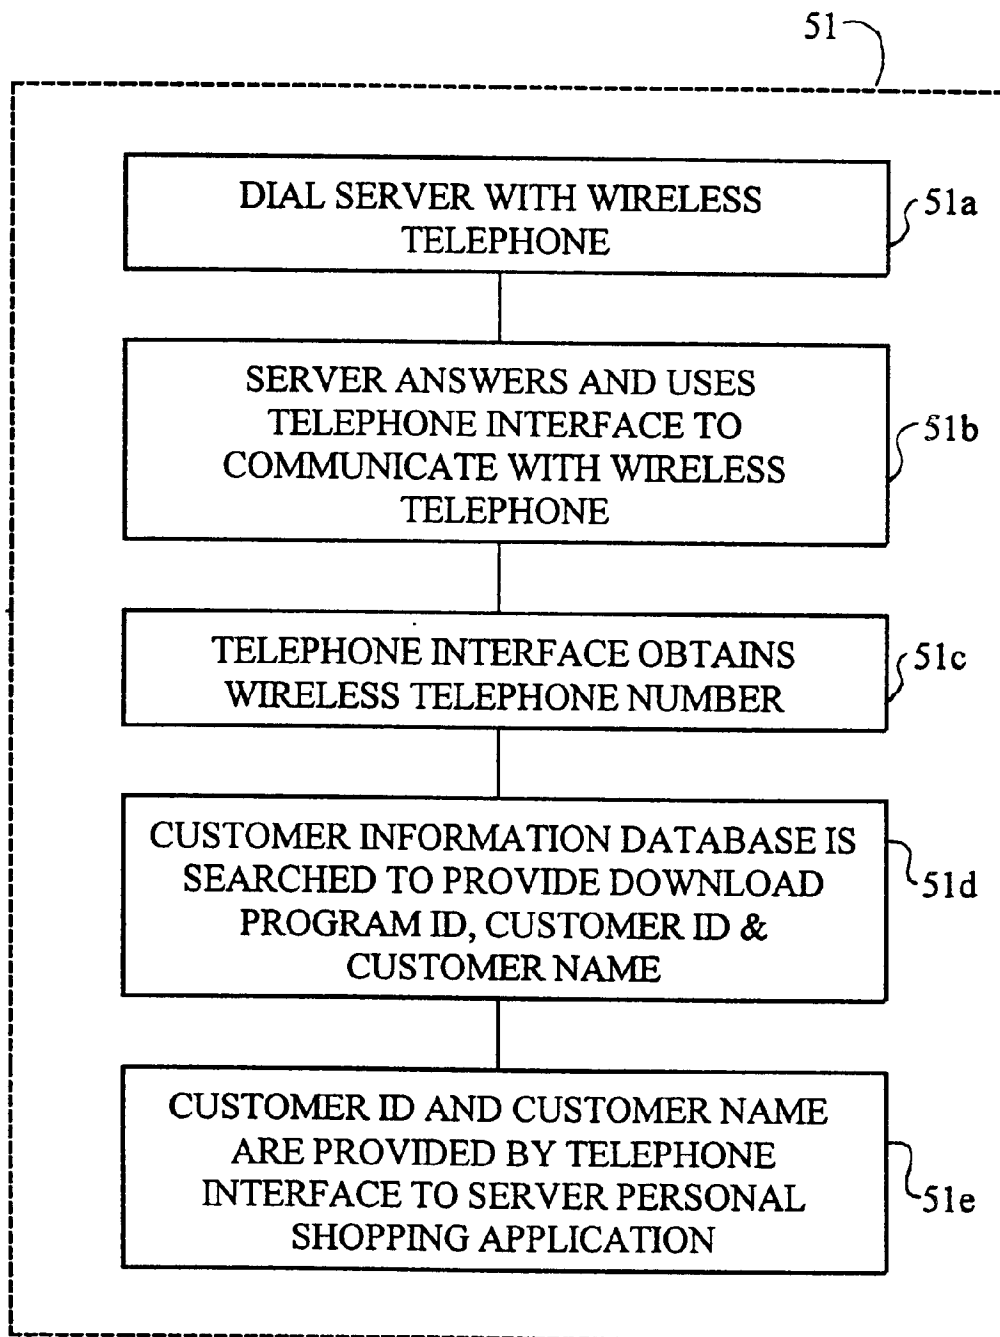 51
DIAL SERVER WITH WIRELESS
TELEPHONE
51a
SERVER ANSWERS AND USES
TELEPHONE INTERFACE TO
COMMUNICATE WITH WIRELESS
TELEPHONE
51b
TELEPHONE INTERFACE OBTAINS
WIRELESS TELEPHONE NUMBER
51c
CUSTOMER INFORMATION DATABASE IS
SEARCHED TO PROVIDE DOWNLOAD
PROGRAM ID, CUSTOMER ID &
CUSTOMER NAME
51d
CUSTOMER ID AND CUSTOMER NAME
ARE PROVIDED BY TELEPHONE
INTERFACE TO SERVER PERSONAL
SHOPPING APPLICATION
51e